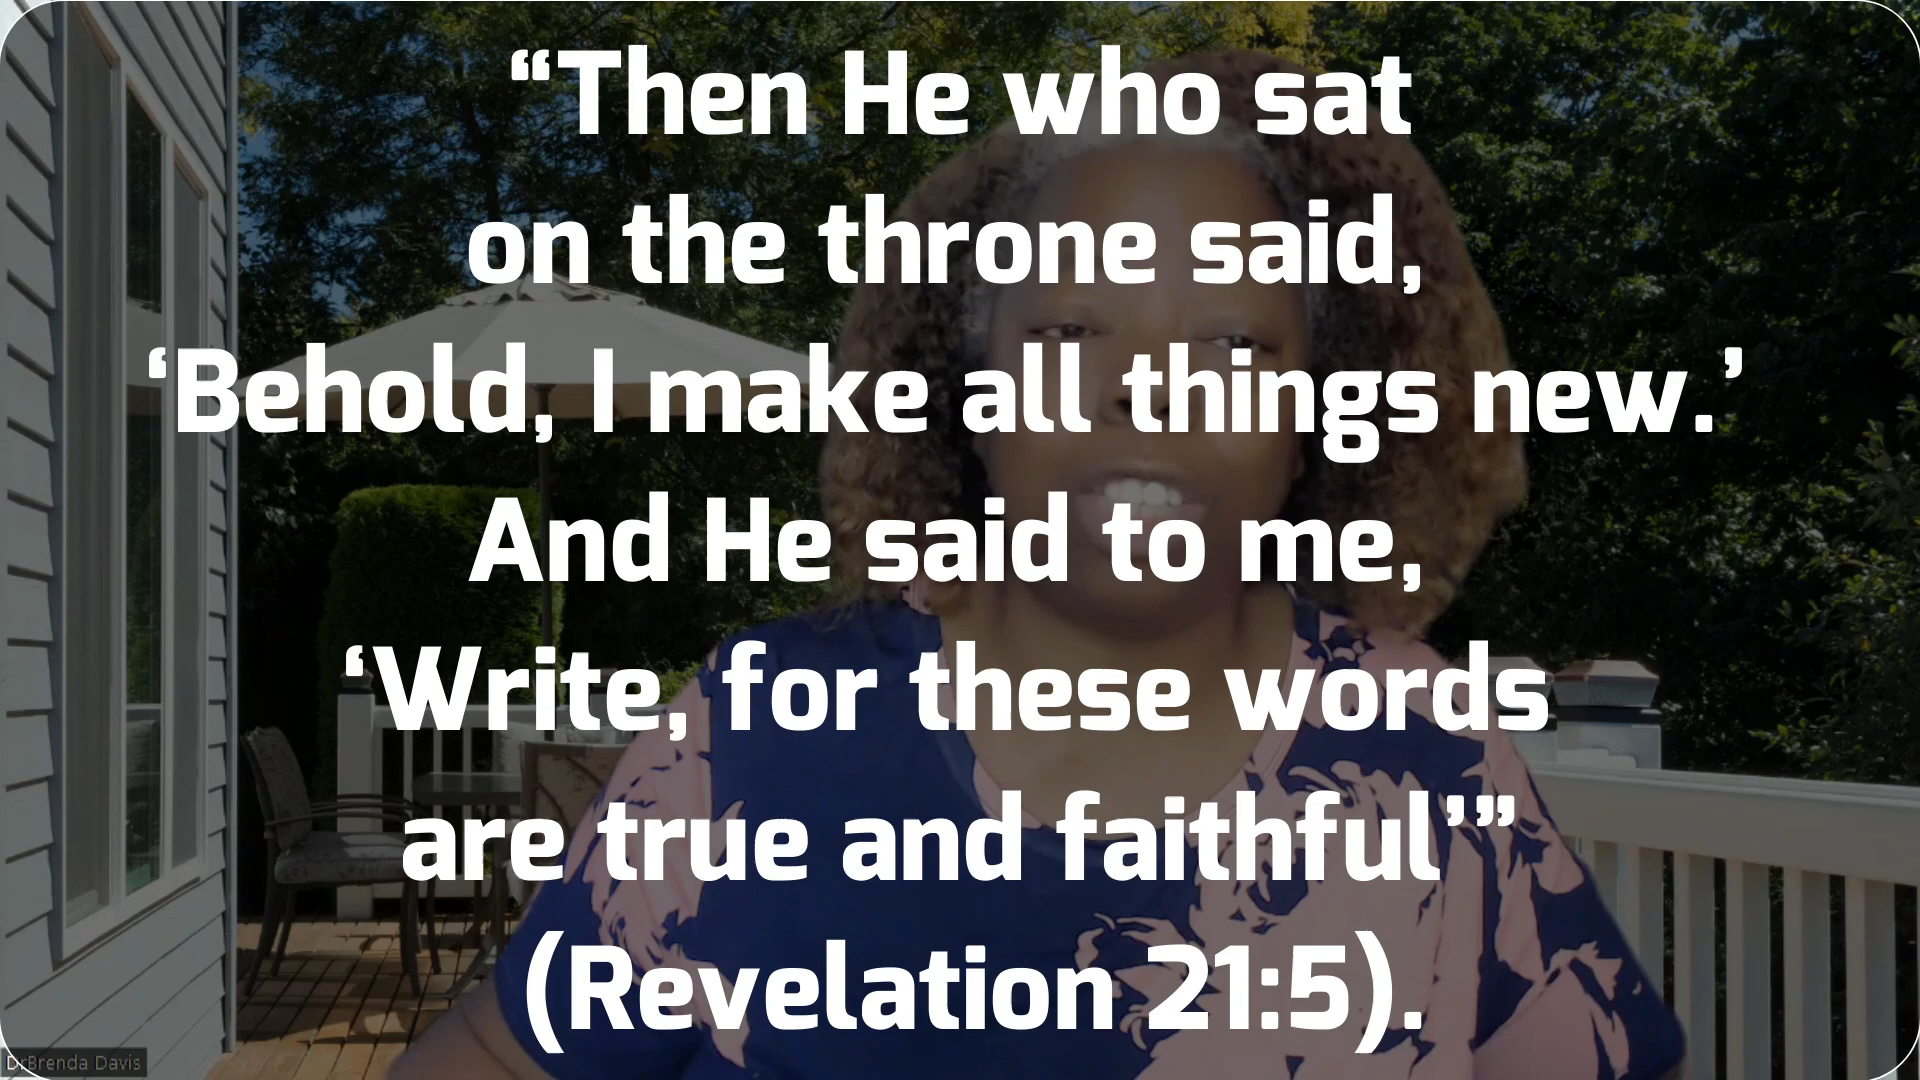 “Then He who sat
on the throne said,
‘Behold, I make all things new.’
And He said to me,
‘Write, for these words
are true and faithful’”
(Revelation 21:5).
DrBrenda Davis